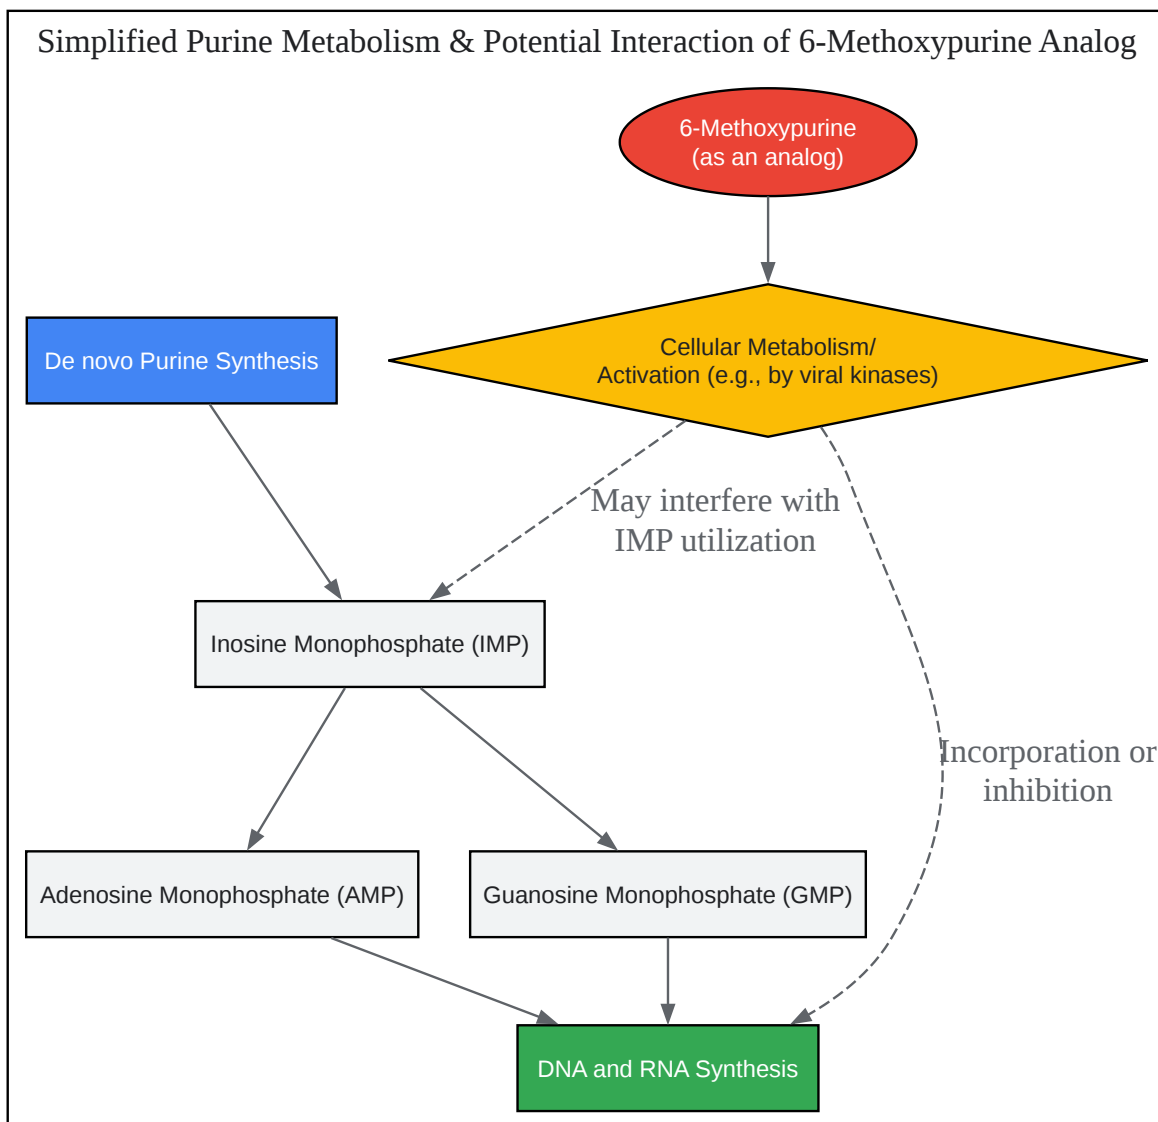 Simplified Purine Metabolism & Potential Interaction of 6-Methoxypurine Analog
6-Methoxypurine
(as an analog)
De novo Purine Synthesis
Cellular Metabolism/
Activation (e.g., by viral kinases)
May interfere with
IMP utilization
Inosine Monophosphate (IMP)
Incorporation or
inhibition
Adenosine Monophosphate (AMP)
Guanosine Monophosphate (GMP)
DNA and RNA Synthesis